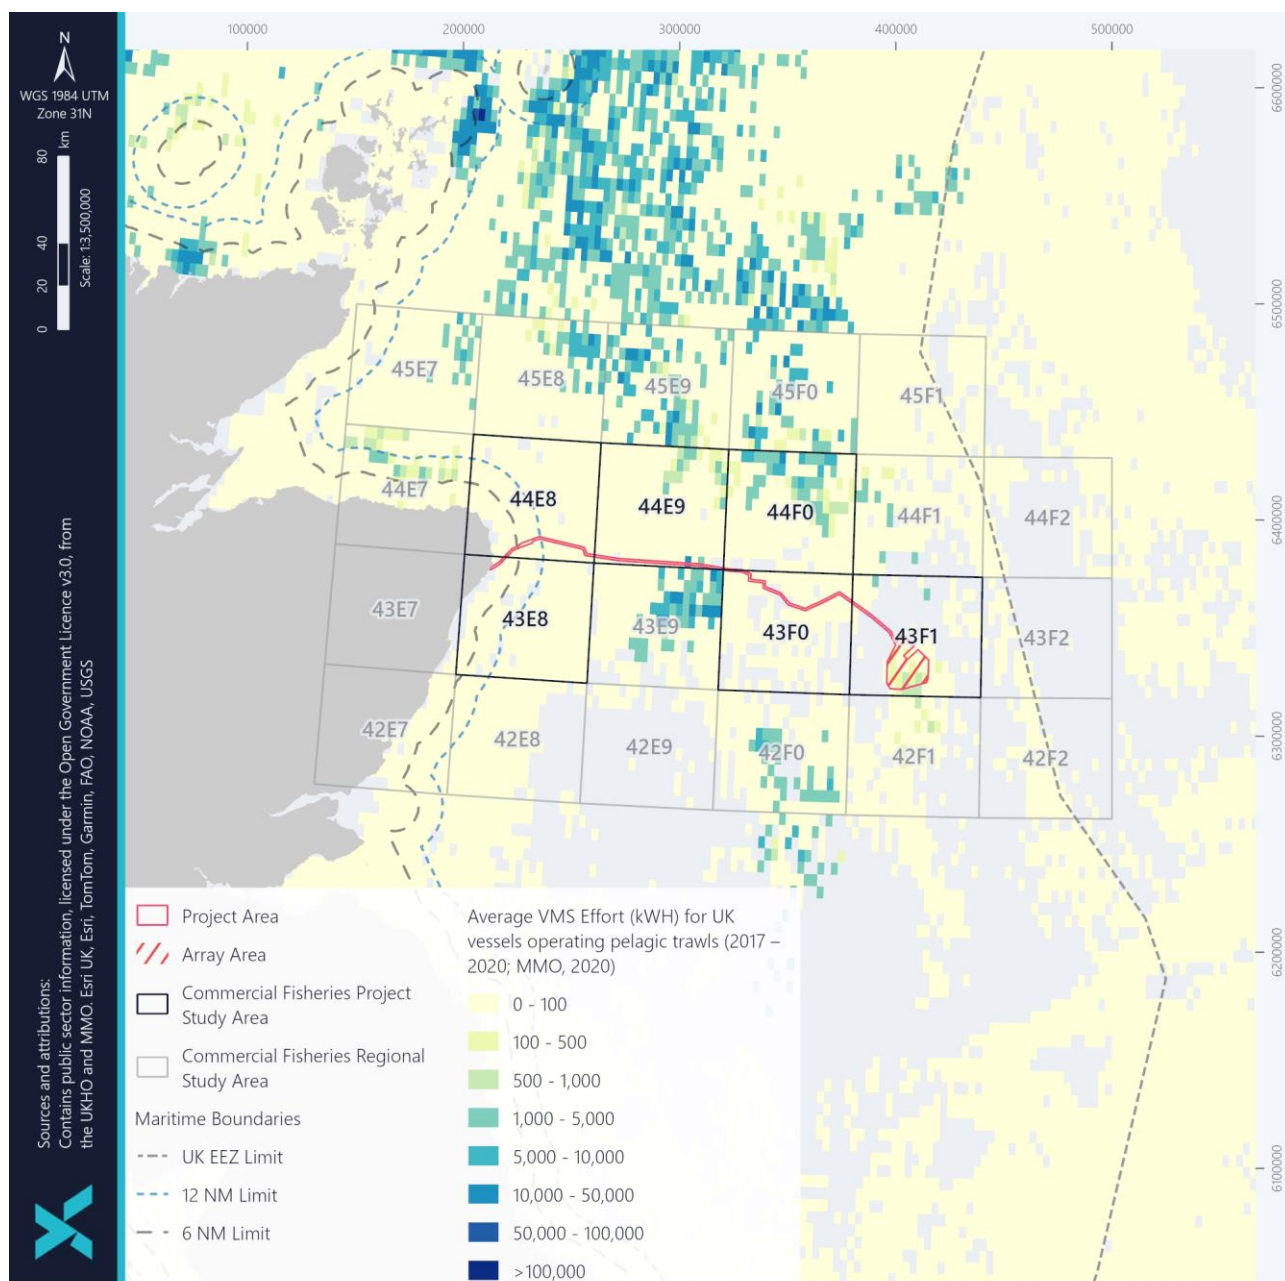 100000
200000
300000
400000
500000
N
WGS 1984 UTM
Zone 31N
80
km
40
20
0
Scale: 1:3,500,000
6600000
6500000
6400000
6300000
6200000
6100000
45E7
45E8
45E9
45F0
45F1
44E7
44E8
44E9
44F0
44F1
44F2
43E7
43E8
43E9
43F0
43F1
43F2
42E7
42E8
42E9
42F0
42F1
42F2
Sources and attributions:
Contains public sector information, licensed under the Open Government Licence v3.0, from
the UKHO and MMO. Esri UK, Esri, TomTom, Garmin, FAO, NOAA, USGS
Project Area
Array Area
Commercial Fisheries Project
Study Area
Commercial Fisheries Regional
Study Area
Maritime Boundaries
UK EEZ Limit
12 NM Limit
6 NM Limit
Average VMS Effort (kWH) for UK
vessels operating pelagic trawls (2017 –
2020; MMO, 2020)
0 - 100
100 - 500
500 - 1,000
1,000 - 5,000
5,000 - 10,000
10,000 - 50,000
50,000 - 100,000
>100,000